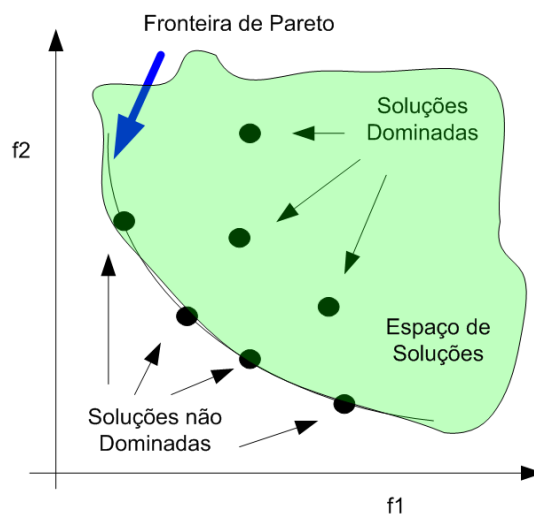 Fronteira de Pareto
Soluções
Dominadas
f2
Espaço de
Soluções
Soluções não
Dominadas
f1